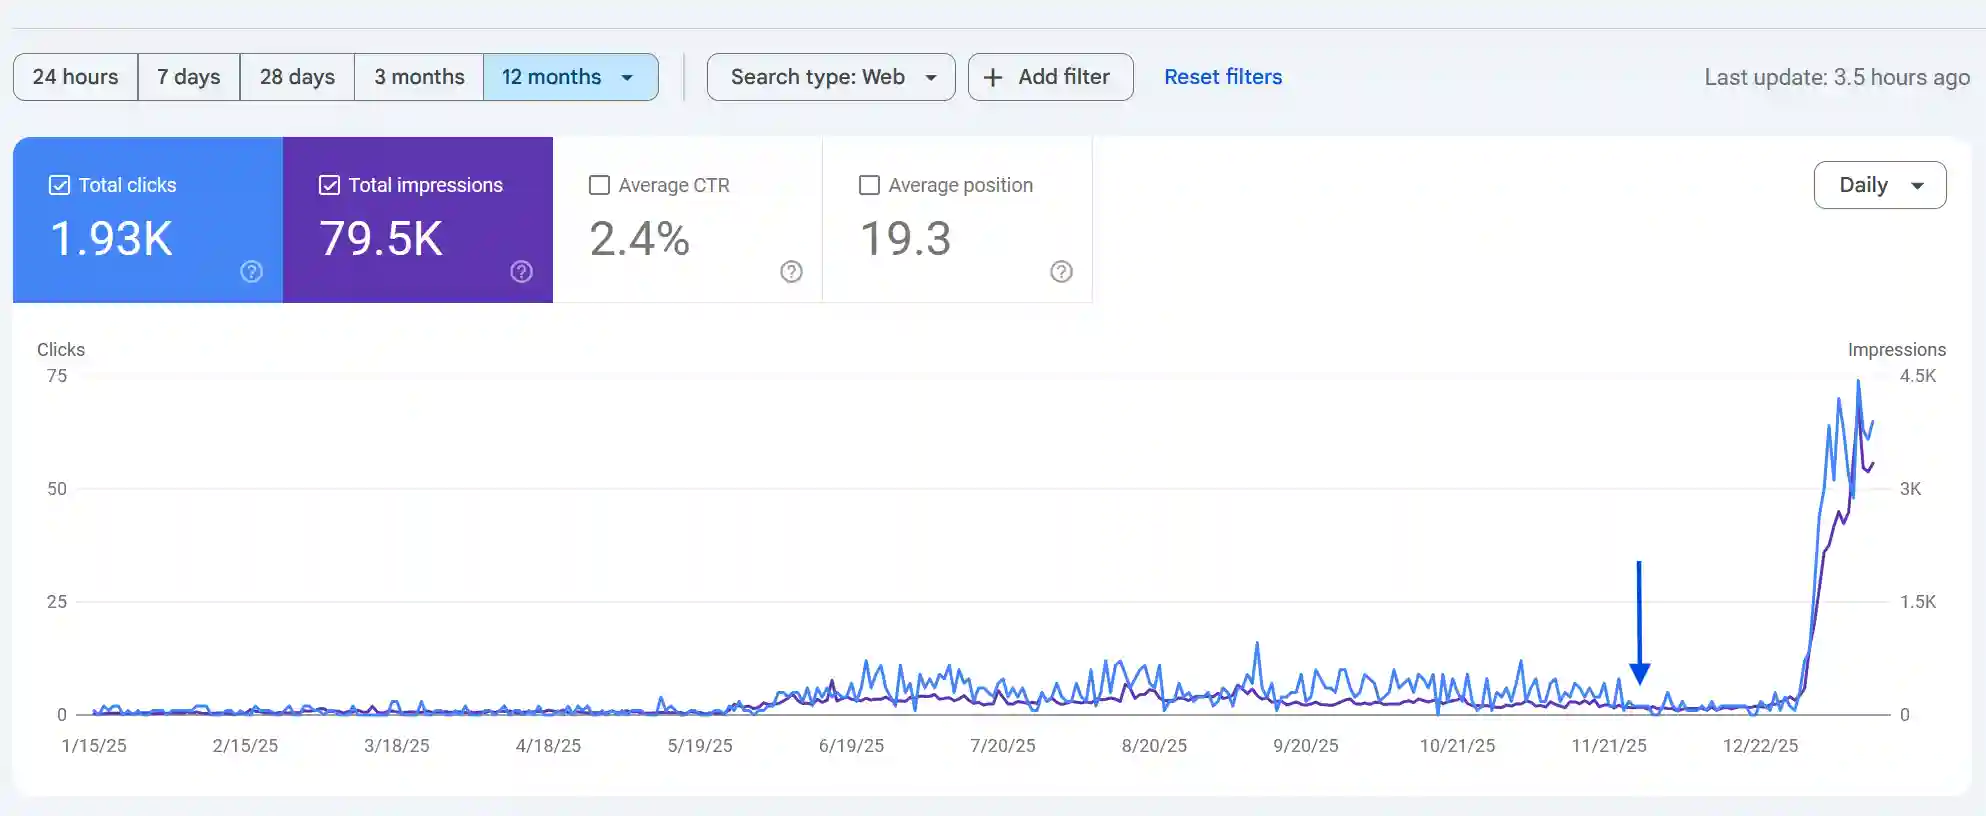 24 hours 7 days 28 days 3 months 12 months Search type: Web + Add filter Reset filters Last update: 3.5 hours ago
Total clicks Total impressions Average CTR Average position Daily
1.93K 79.5K 2.4% 19.3
Clicks Impressions
75 4.5K
50 3K
25 1.5K
0 0
1/15/25 2/15/25 3/18/25 4/18/25 5/19/25 6/19/25 7/20/25 8/20/25 9/20/25 10/21/25 11/21/25 12/22/25